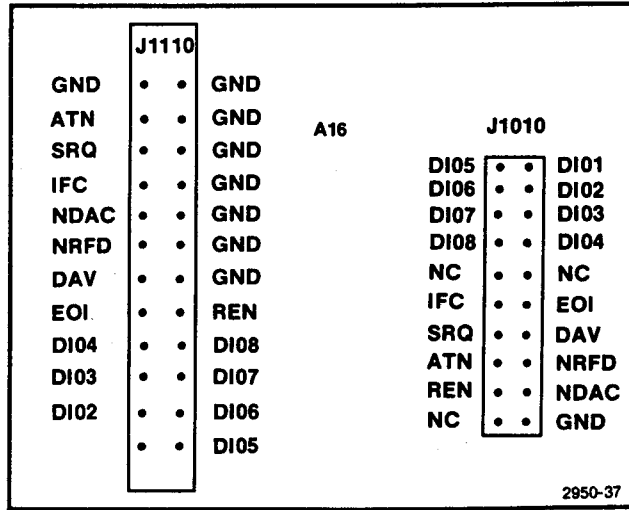 J1110
GND GND
ATN GND
SRQ GND
IFC GND
NDAC GND
NRFD GND
DAV GND
EOI REN
DI04 DI08
DI03 DI07
DI02 DI06
DI05
A16
J1010
DI05 DI01
DI06 DI02
DI07 DI03
DI08 DI04
NC NC
IFC EOI
SRQ DAV
ATN NRFD
REN NDAC
NC GND
2950-37